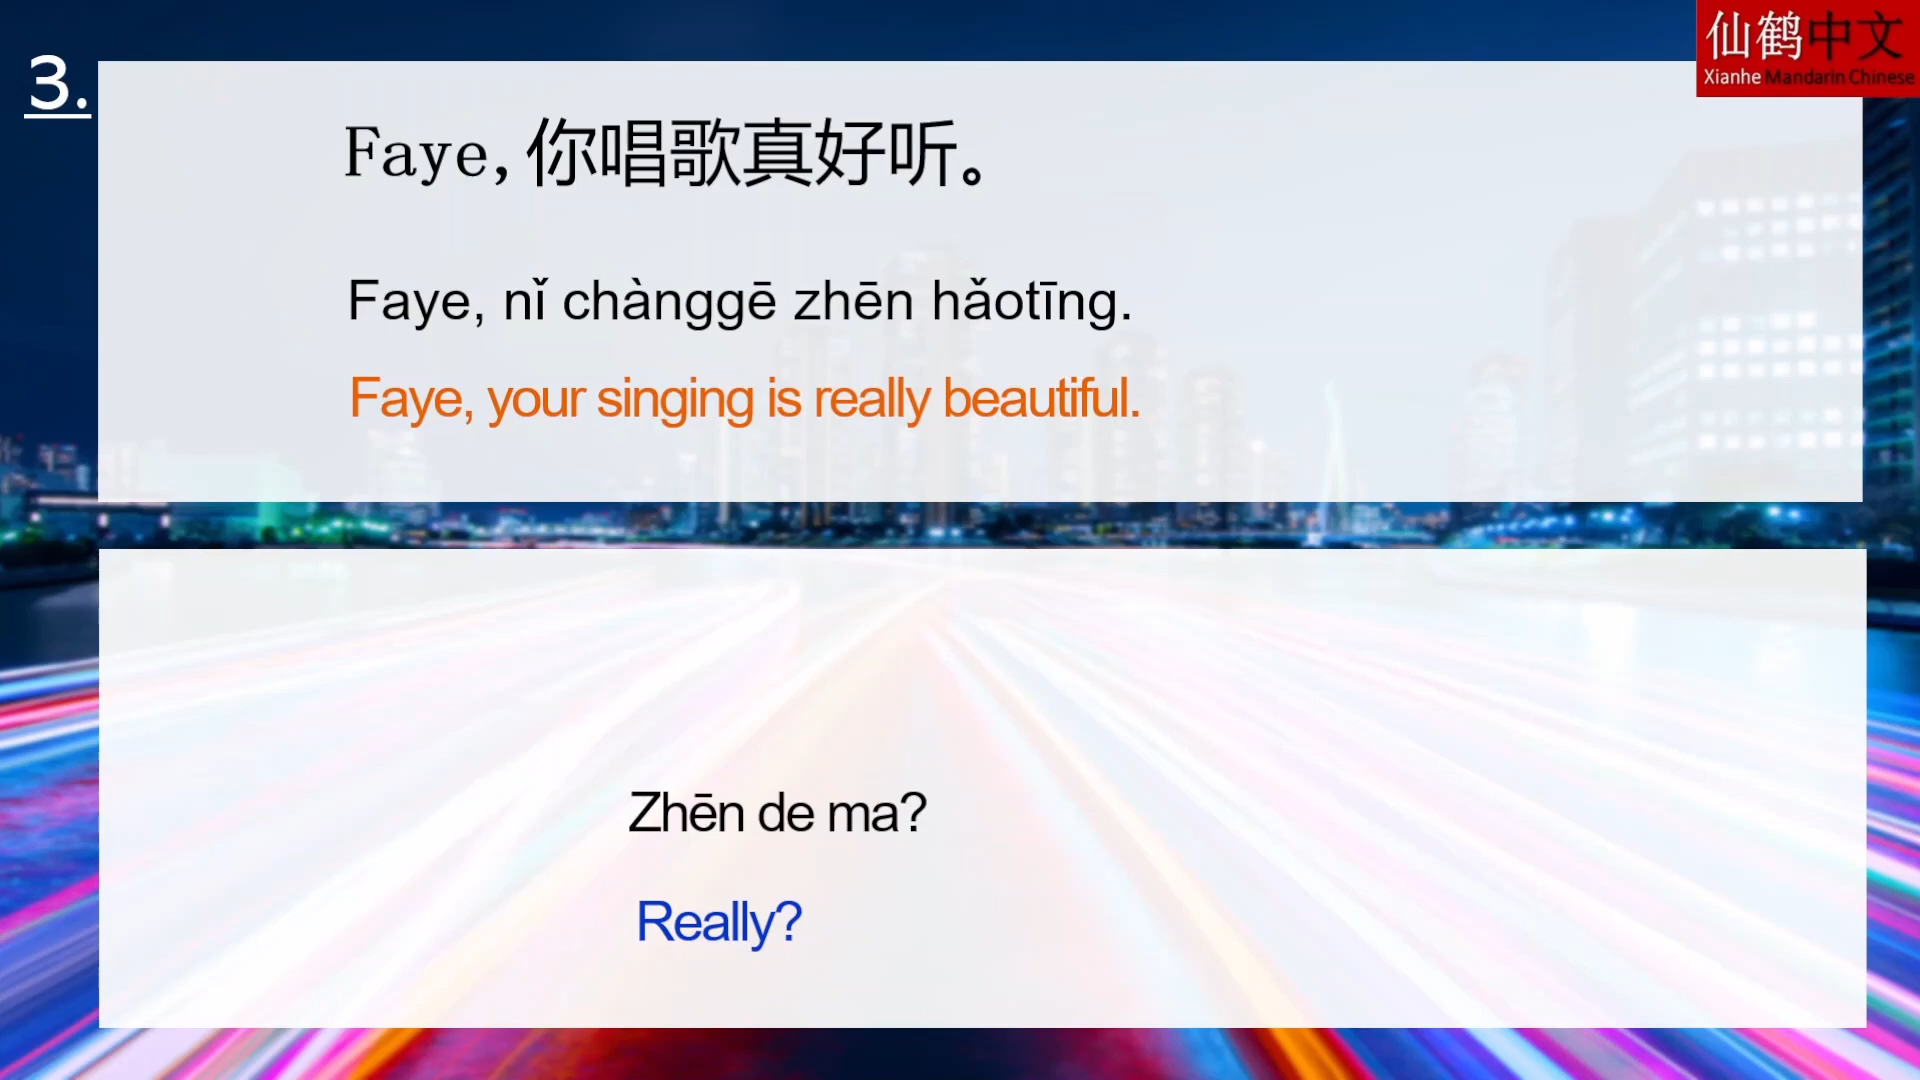 3.
仙鹤中文
Xianhe Mandarin Chinese
Faye,你唱歌真好听。
Faye, nǐ chànggē zhēn hǎotīng.
Faye, your singing is really beautiful.
Zhēn de ma?
Really?